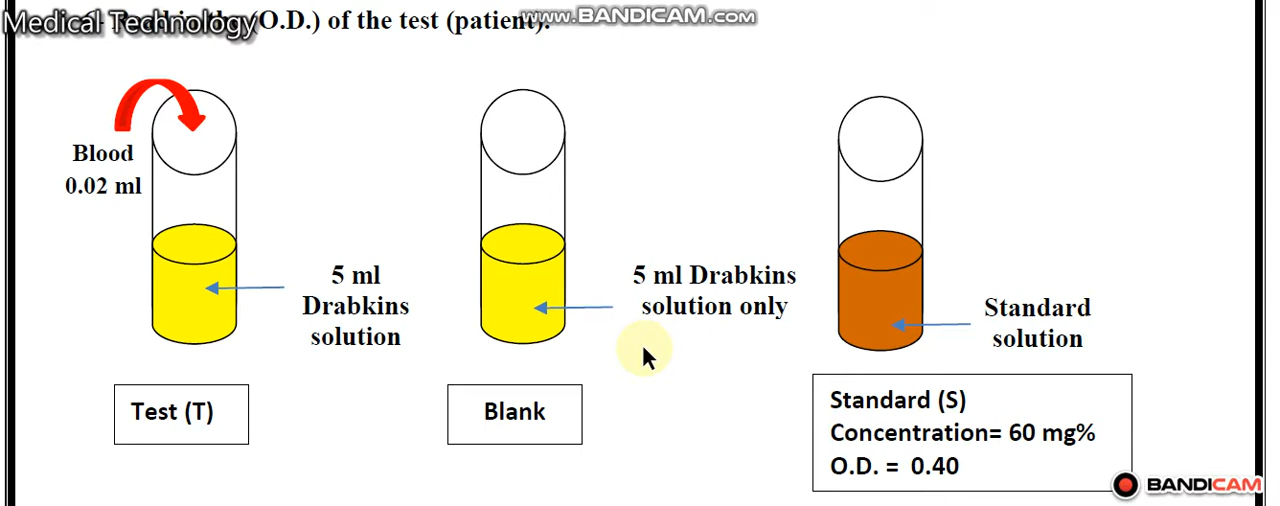 Medical Technology (O.D.) of the test (patient).
www.BANDICAM.com
Blood
0.02 ml
5 ml
Drabkins
solution
5 ml Drabkins
solution only
Standard
solution
Test (T)
Blank
Standard (S)
Concentration= 60 mg%
O.D. = 0.40
BANDICAM